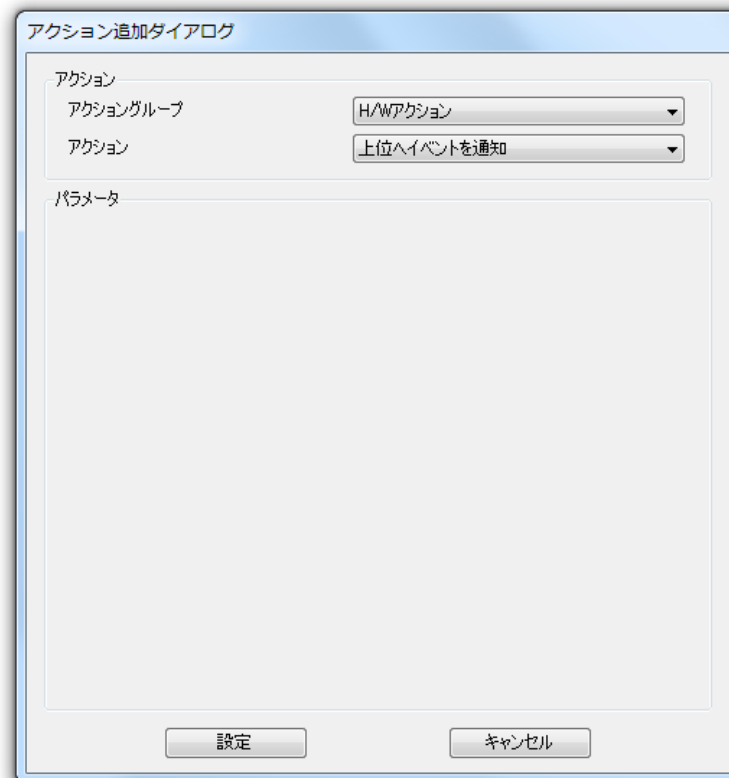 アクション追加ダイアログ
アクション
アクショングループ
H/Wアクション
アクション
上位へイベントを通知
パラメータ
設定
キャンセル